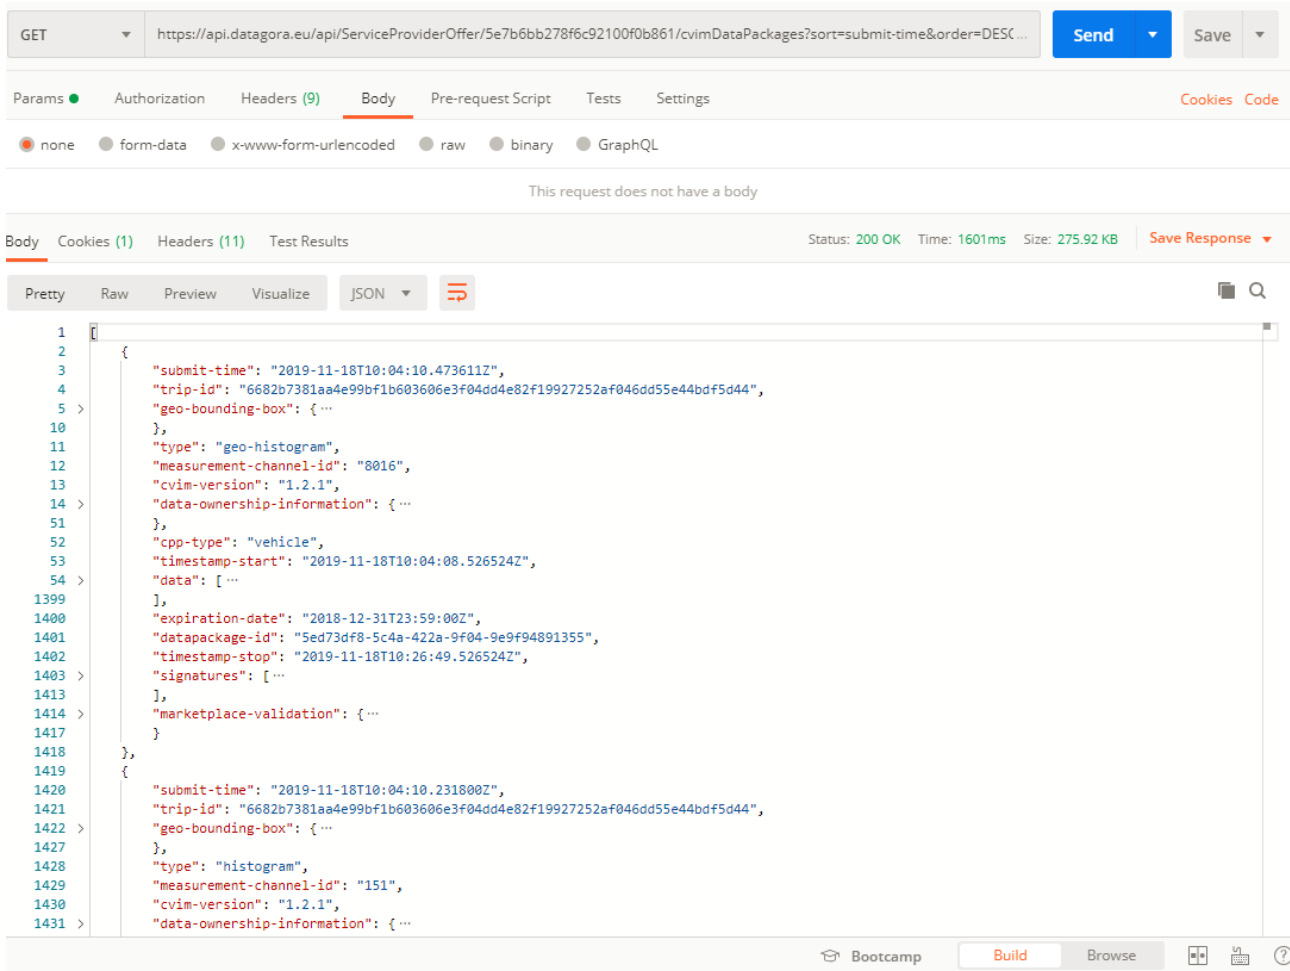 GET https://api.datagora.eu/api/ServiceProviderOffer/5e7b6bb278f6c92100f0b861/cvimDataPackages?sort=submit-time&order=DESC ... Send Save
Params Authorization Headers (9) Body Pre-request Script Tests Settings Cookies Code
none form-data x-www-form-urlencoded raw binary GraphQL
This request does not have a body
Body Cookies (1) Headers (11) Test Results Status: 200 OK Time: 1601ms Size: 275.92 KB Save Response
Pretty Raw Preview Visualize JSON
1 [
2 {
3 "submit-time": "2019-11-18T10:04:10.473611Z",
4 "trip-id": "6682b7381aa4e99bf1b603606e3f04dd4e82f19927252af046dd55e44bdf5d44",
5 > "geo-bounding-box": { ...
10 },
11 "type": "geo-histogram",
12 "measurement-channel-id": "8016",
13 "cvim-version": "1.2.1",
14 > "data-ownership-information": { ...
51 },
52 "cpp-type": "vehicle",
53 "timestamp-start": "2019-11-18T10:04:08.526524Z",
54 > "data": [ ...
1399 ],
1400 "expiration-date": "2018-12-31T23:59:00Z",
1401 "datapackage-id": "5ed73df8-5c4a-422a-9f04-9e9f94891355",
1402 "timestamp-stop": "2019-11-18T10:26:49.526524Z",
1403 > "signatures": [ ...
1413 ],
1414 > "marketplace-validation": { ...
1417 }
1418 },
1419 {
1420 "submit-time": "2019-11-18T10:04:10.231800Z",
1421 "trip-id": "6682b7381aa4e99bf1b603606e3f04dd4e82f19927252af046dd55e44bdf5d44",
1422 > "geo-bounding-box": { ...
1427 },
1428 "type": "histogram",
1429 "measurement-channel-id": "151",
1430 "cvim-version": "1.2.1",
1431 > "data-ownership-information": { ...
Bootcamp Build Browse ?